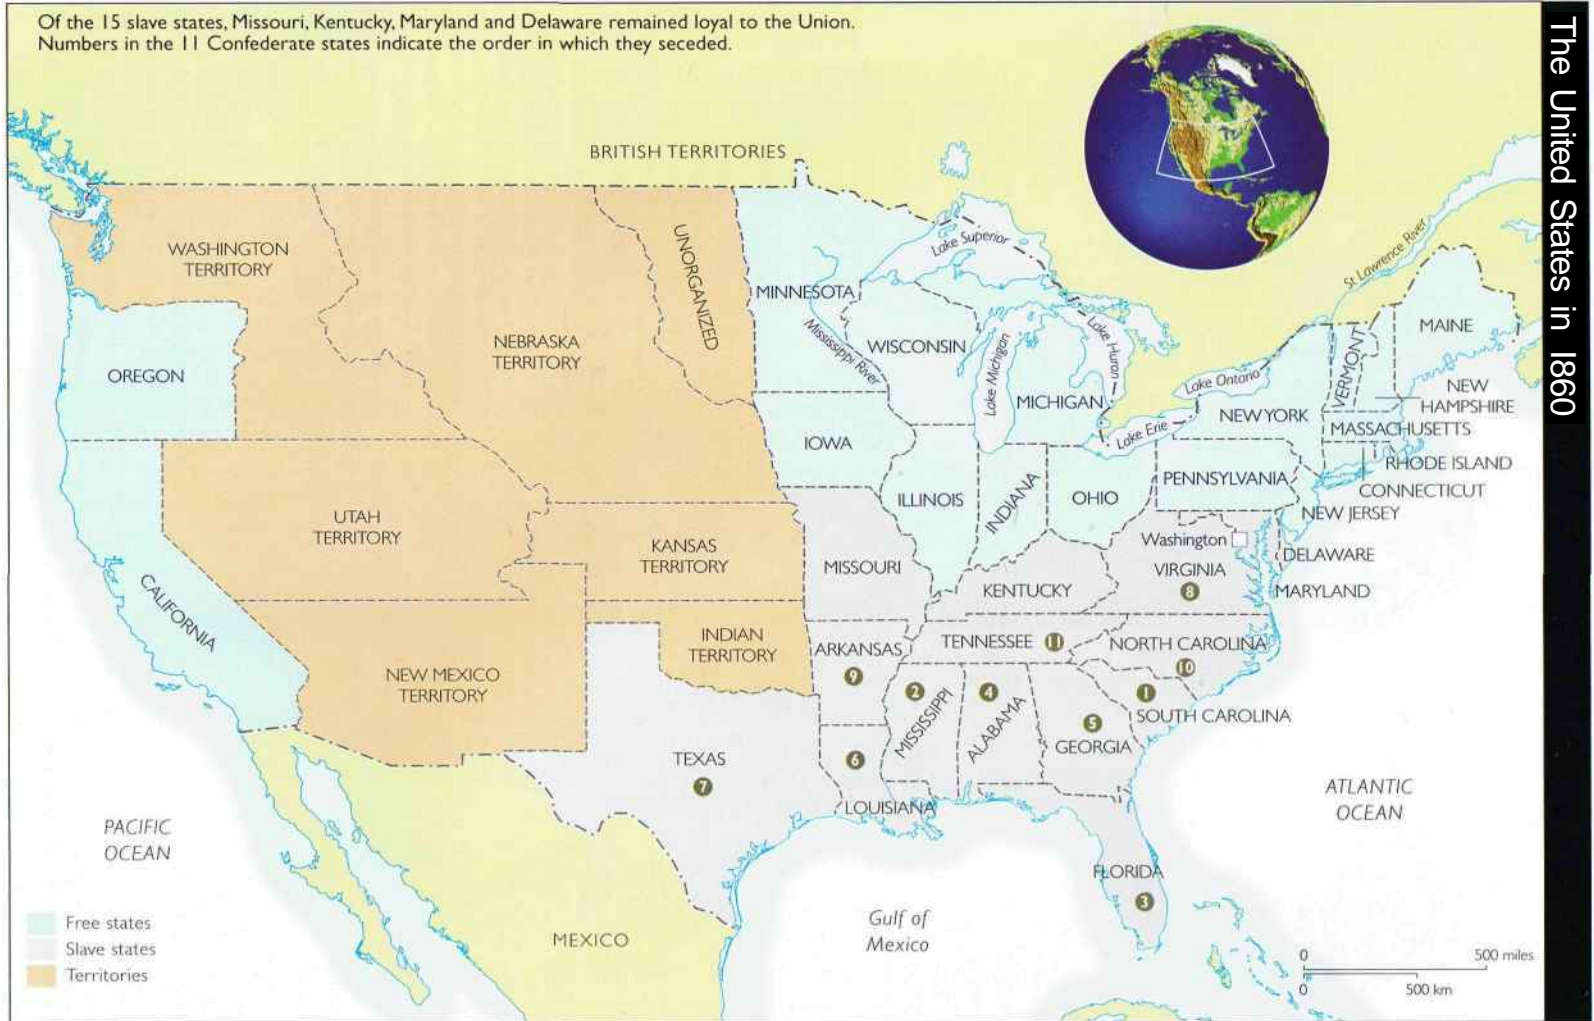 Of the 15 slave states, Missouri, Kentucky, Maryland and Delaware remained loyal to the Union.
Numbers in the 11 Confederate states indicate the order in which they seceded.
The United States in 1860
BRITISH TERRITORIES
WASHINGTON
TERRITORY
UNORGANIZED
NEBRASKA
TERRITORY
OREGON
MINNESOTA
Mississippi River
Lake Superior
WISCONSIN
Lake Michigan
Lake Huron
MICHIGAN
St Lawrence River
MAINE
VERMONT
Lake Ontario
NEW
HAMPSHIRE
NEW YORK
Lake Erie
MASSACHUSETTS
RHODE ISLAND
CONNECTICUT
NEW JERSEY
PENNSYLVANIA
IOWA
ILLINOIS
INDIANA
OHIO
UTAH
TERRITORY
KANSAS
TERRITORY
MISSOURI
KENTUCKY
Washington
VIRGINIA
8
DELAWARE
MARYLAND
CALIFORNIA
NEW MEXICO
TERRITORY
INDIAN
TERRITORY
ARKANSAS
9
TENNESSEE 11
NORTH CAROLINA
10
1
SOUTH CAROLINA
2
MISSISSIPPI
4
ALABAMA
5
GEORGIA
TEXAS
7
6
LOUISIANA
FLORIDA
3
PACIFIC
OCEAN
ATLANTIC
OCEAN
Gulf of
Mexico
MEXICO
Free states
Slave states
Territories
0 500 miles
0 500 km